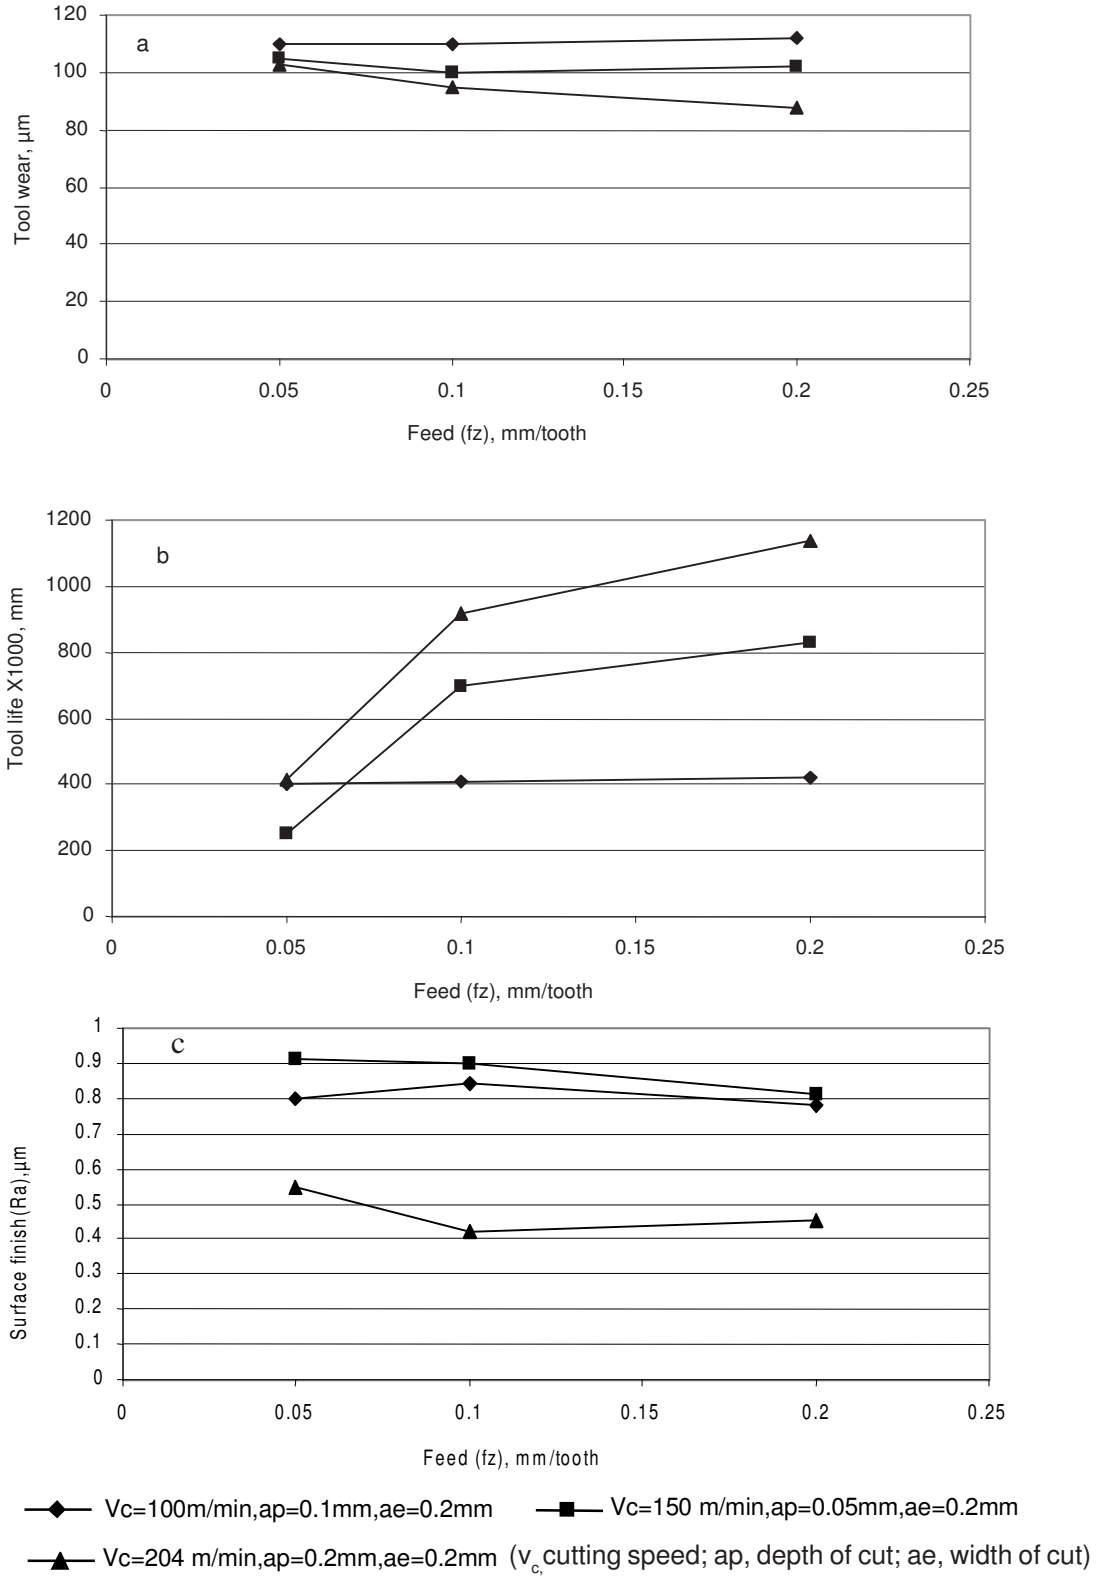 120
a
100
80
60
40
20
0
Tool wear, µm
0 0.05 0.1 0.15 0.2 0.25
Feed (fz), mm/tooth
1200
b
1000
800
600
400
200
0
Tool life X1000, mm
0 0.05 0.1 0.15 0.2 0.25
Feed (fz), mm/tooth
1
c
0.9
0.8
0.7
0.6
0.5
0.4
0.3
0.2
0.1
0
Surface finish(Ra),µm
0 0.05 0.1 0.15 0.2 0.25
Feed (fz), mm/tooth
Vc=100m/min,ap=0.1mm,ae=0.2mm Vc=150 m/min,ap=0.05mm,ae=0.2mm
Vc=204 m/min,ap=0.2mm,ae=0.2mm (vc, cutting speed; ap, depth of cut; ae, width of cut)